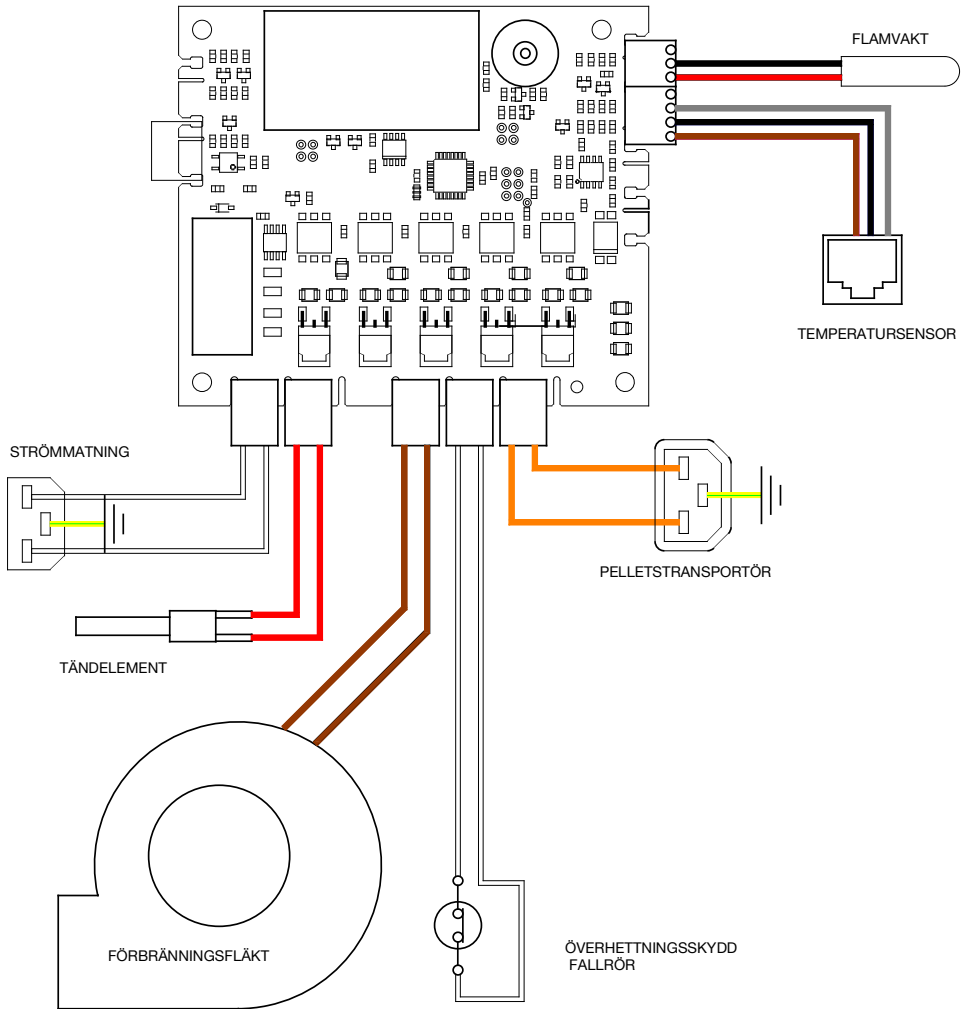 FLAMVAKT
TEMPERATURSENSOR
STRÖMMATNING
PELLETSTRANSPORTÖR
TÄNDELEMENT
FÖRBRÄNNINGSFLÄKT
ÖVERHETTNINGSSKYDD
FALLRÖR